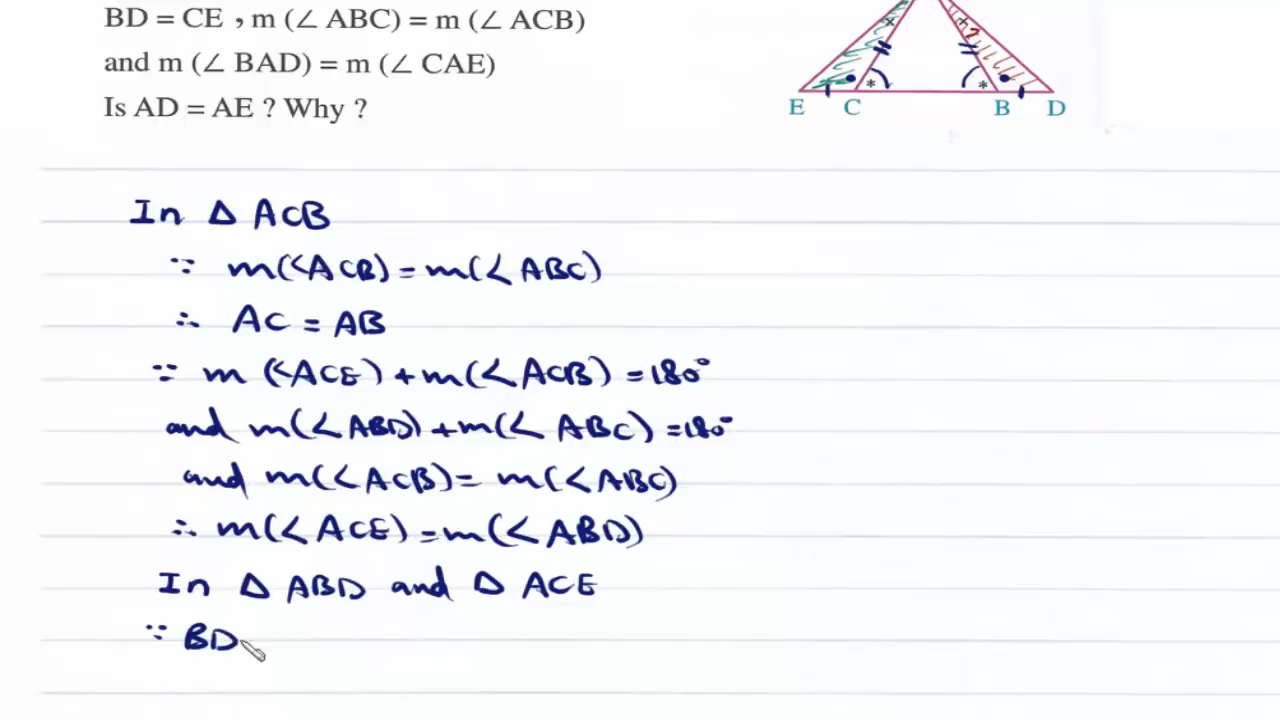 BD = CE , m (∠ ABC) = m (∠ ACB)
and m (∠ BAD) = m (∠ CAE)
Is AD = AE ? Why ?
E C B D
In Δ ACB
∵ m(∠ACB) = m(∠ABC)
∴ AC = AB
∵ m (∠ACE) + m(∠ACB) = 180°
and m(∠ABD) + m(∠ ABC) = 180°
and m(∠ACB) = m(∠ABC)
∴ m(∠ACE) = m(∠ABD)
In Δ ABD and Δ ACE
∵ BD